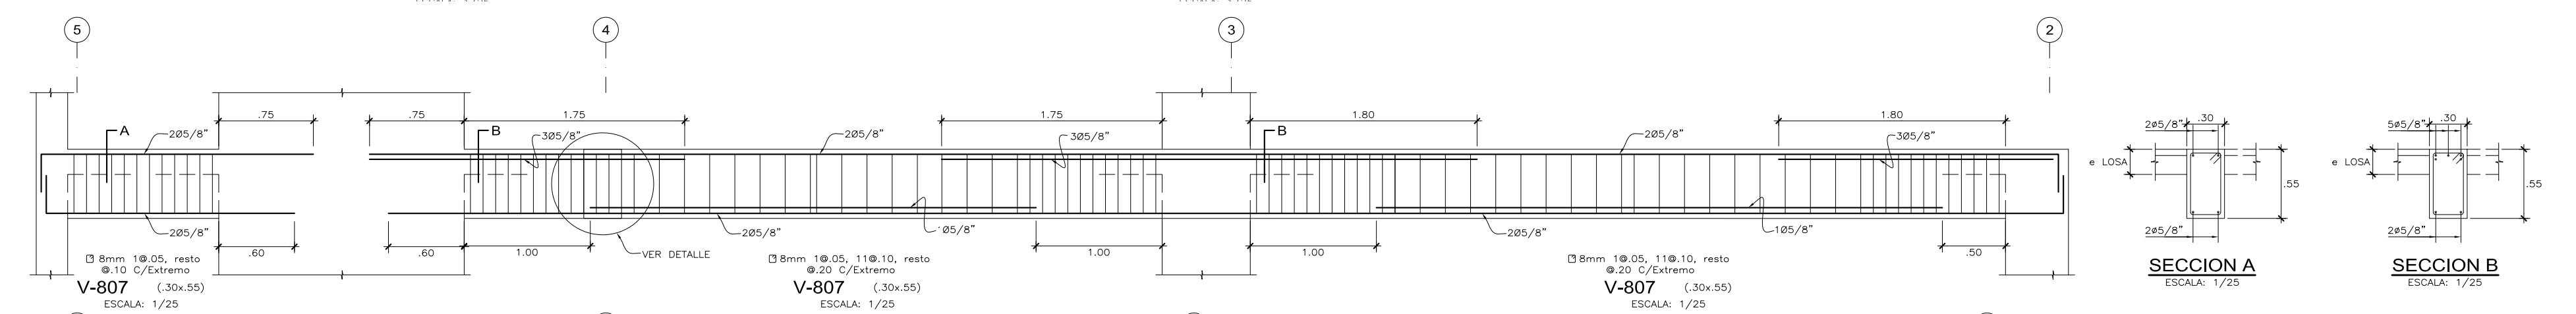 5 4 3 2
.75 .75 1.75 1.75 1.80 1.80
A 2Ø5/8" B 3Ø5/8" 2Ø5/8" 3Ø5/8" B 2Ø5/8" 3Ø5/8"
2Ø5/8" 2Ø5/8" Ø5/8" 2Ø5/8" 1Ø5/8"
.60 .60 1.00 VER DETALLE 1.00 1.00 .50
8mm 1@.05, resto
@.10 C/Extremo
V-807 (.30x.55)
ESCALA: 1/25
8mm 1@.05, 11@.10, resto
@.20 C/Extremo
V-807 (.30x.55)
ESCALA: 1/25
8mm 1@.05, 11@.10, resto
@.20 C/Extremo
V-807 (.30x.55)
ESCALA: 1/25
2ø5/8" .30
e LOSA
.55
2ø5/8"
SECCION A
ESCALA: 1/25
5ø5/8" .30
e LOSA
.55
2ø5/8"
SECCION B
ESCALA: 1/25